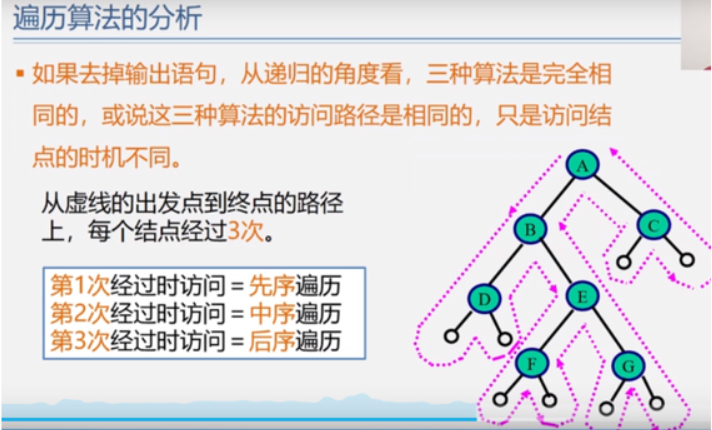 遍历算法的分析
▪ 如果去掉输出语句，从递归的角度看，三种算法是完全相
同的，或说这三种算法的访问路径是相同的，只是访问结
点的时机不同。
从虚线的出发点到终点的路径
上，每个结点经过3次。
第1次经过时访问＝先序遍历
第2次经过时访问＝中序遍历
第3次经过时访问＝后序遍历
A
B
C
D
E
F
G